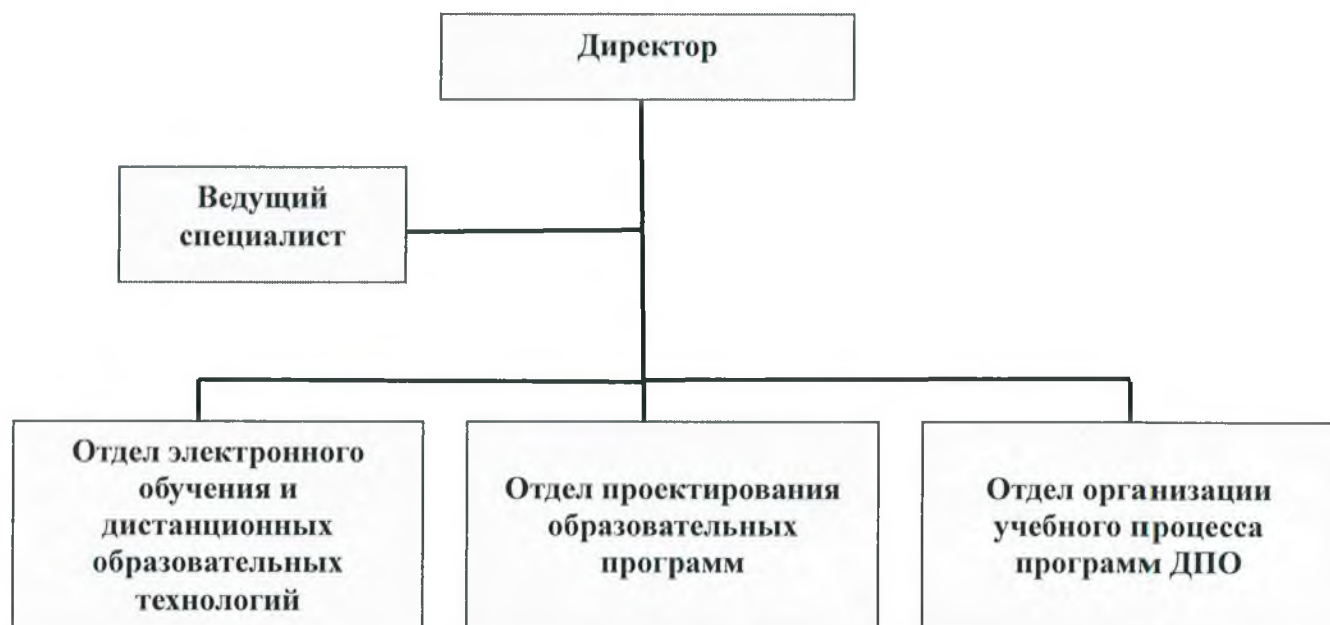 Директор
Ведущий
специалист
Отдел электронного
обучения и
дистанционных
образовательных
технологий
Отдел проектирования
образовательных
программ
Отдел организации
учебного процесса
программ ДПО